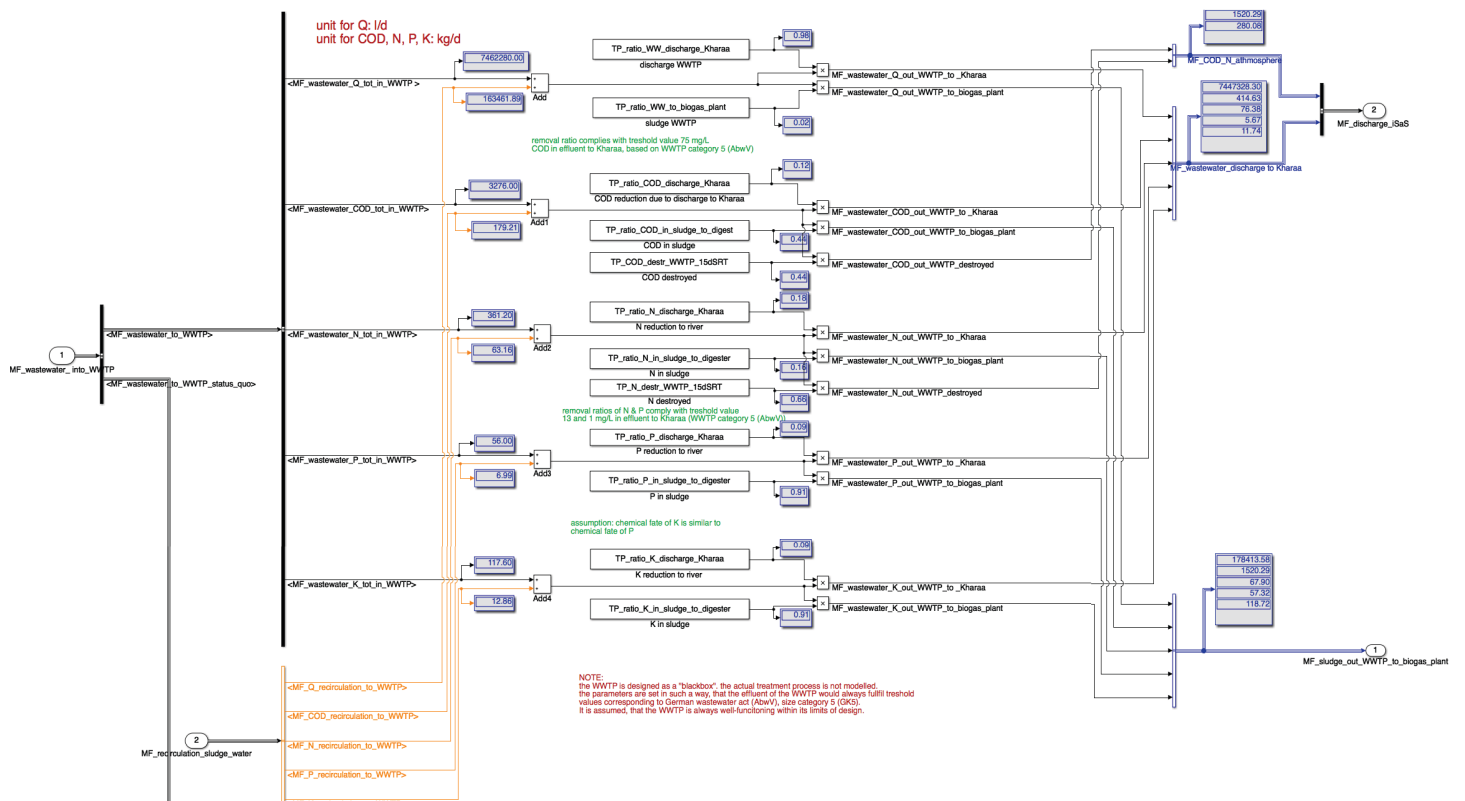 unit for Q: l/d
unit for COD, N, P, K: kg/d
7462280.00
<MF_wastewater_Q_tot_in_WWTP >
163461.89
Add
TP_ratio_WW_discharge_Kharaa
discharge WWTP
0.98
TP_ratio_WW_to_biogas_plant
sludge WWTP
0.02
MF_wastewater_Q_out_WWTP_to _Kharaa
MF_wastewater_Q_out_WWTP_to_biogas_plant
removal ratio complies with treshold value 75 mg/L
COD in effluent to Kharaa, based on WWTP category 5 (AbwV)
1520.29
280.08
MF_COD_N_athmosphere
7447328.30
414.63
76.38
5.67
11.74
MF_wastewater_discharge to Kharaa
2
MF_discharge_iSaS
3276.00
<MF_wastewater_COD_tot_in_WWTP>
179.21
Add1
TP_ratio_COD_discharge_Kharaa
COD reduction due to discharge to Kharaa
0.12
TP_ratio_COD_in_sludge_to_digest
COD in sludge
0.44
TP_COD_destr_WWTP_15dSRT
COD destroyed
0.44
MF_wastewater_COD_out_WWTP_to _Kharaa
MF_wastewater_COD_out_WWTP_to_biogas_plant
MF_wastewater_COD_out_WWTP_destroyed
1
MF_wastewater_ into_WWTP
<MF_wastewater_to_WWTP>
<MF_wastewater_to_WWTP_status_quo>
361.20
<MF_wastewater_N_tot_in_WWTP>
63.16
Add2
TP_ratio_N_discharge_Kharaa
N reduction to river
0.18
TP_ratio_N_in_sludge_to_digester
N in sludge
0.16
TP_N_destr_WWTP_15dSRT
N destroyed
0.66
MF_wastewater_N_out_WWTP_to _Kharaa
MF_wastewater_N_out_WWTP_to_biogas_plant
MF_wastewater_N_out_WWTP_destroyed
removal ratios of N & P comply with treshold value
13 and 1 mg/L in effluent to Kharaa (WWTP category 5 (AbwV))
56.00
<MF_wastewater_P_tot_in_WWTP>
6.99
Add3
TP_ratio_P_discharge_Kharaa
P reduction to river
0.09
TP_ratio_P_in_sludge_to_digester
P in sludge
0.91
MF_wastewater_P_out_WWTP_to _Kharaa
MF_wastewater_P_out_WWTP_to_biogas_plant
assumption: chemical fate of K is similar to
chemical fate of P
117.60
<MF_wastewater_K_tot_in_WWTP>
12.86
Add4
TP_ratio_K_discharge_Kharaa
K reduction to river
0.09
TP_ratio_K_in_sludge_to_digester
K in sludge
0.91
MF_wastewater_K_out_WWTP_to _Kharaa
MF_wastewater_K_out_WWTP_to_biogas_plant
178413.58
1520.29
67.90
57.32
118.72
1
MF_sludge_out_WWTP_to_biogas_plant
2
MF_recirculation_sludge_water
<MF_Q_recirculation_to_WWTP>
<MF_COD_recirculation_to_WWTP>
<MF_N_recirculation_to_WWTP>
<MF_P_recirculation_to_WWTP>
NOTE:
the WWTP is designed as a "blackbox". the actual treatment process is not modelled.
the parameters are set in such a way, that the effluent of the WWTP would always fullfil treshold
values corresponding to German wastewater act (AbwV), size category 5 (GK5).
It is assumed, that the WWTP is always well-funcitoning within its limits of design.